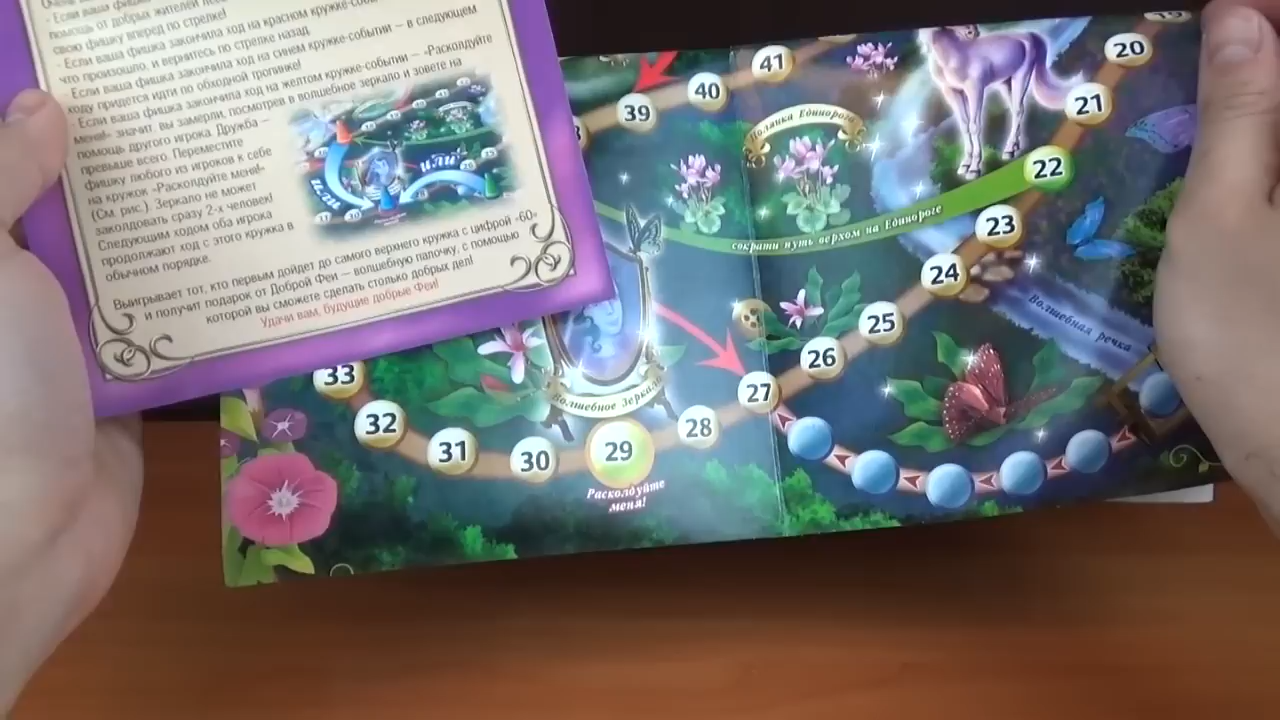 помощь от добрых жителей
свою фишку вперед по стрелке!
- Если ваша фишка закончила ход на красном кружке-
что произошло, и вернитесь по стрелке назад
- Если ваша фишка закончила ход на синем кружке-событии — в следующем
ходу придется идти по обходной тропинке!
- Если ваша фишка закончила ход на желтом кружке-событии — «Расколдуйте
меня!» значит, вы замерли, посмотрев в волшебное зеркало и зовете на
помощь другого игрока. Дружба –
превыше всего. Переместите
фишку любого из игроков к себе
на кружок «Расколдуйте меня!»
(См. рис.). Зеркало не может
заколдовать сразу 2-х человек!
Следующим ходом оба игрока
продолжают ход с этого кружка в
обычном порядке.
или
или
Выигрывает тот, кто первым дойдет до самого верхнего кружка с цифрой «60»
и получит подарок от Доброй Феи — волшебную палочку, с помощью
которой вы сможете сделать столько добрых дел!
Удачи вам, будущие добрые Феи!
19
20
21
22
23
24
25
26
27
28
29
30
31
32
33
39
40
41
Полянка Единорога
сократи путь верхом на Единороге
Волшебная речка
Волшебное Зеркало
Расколдуйте
меня!